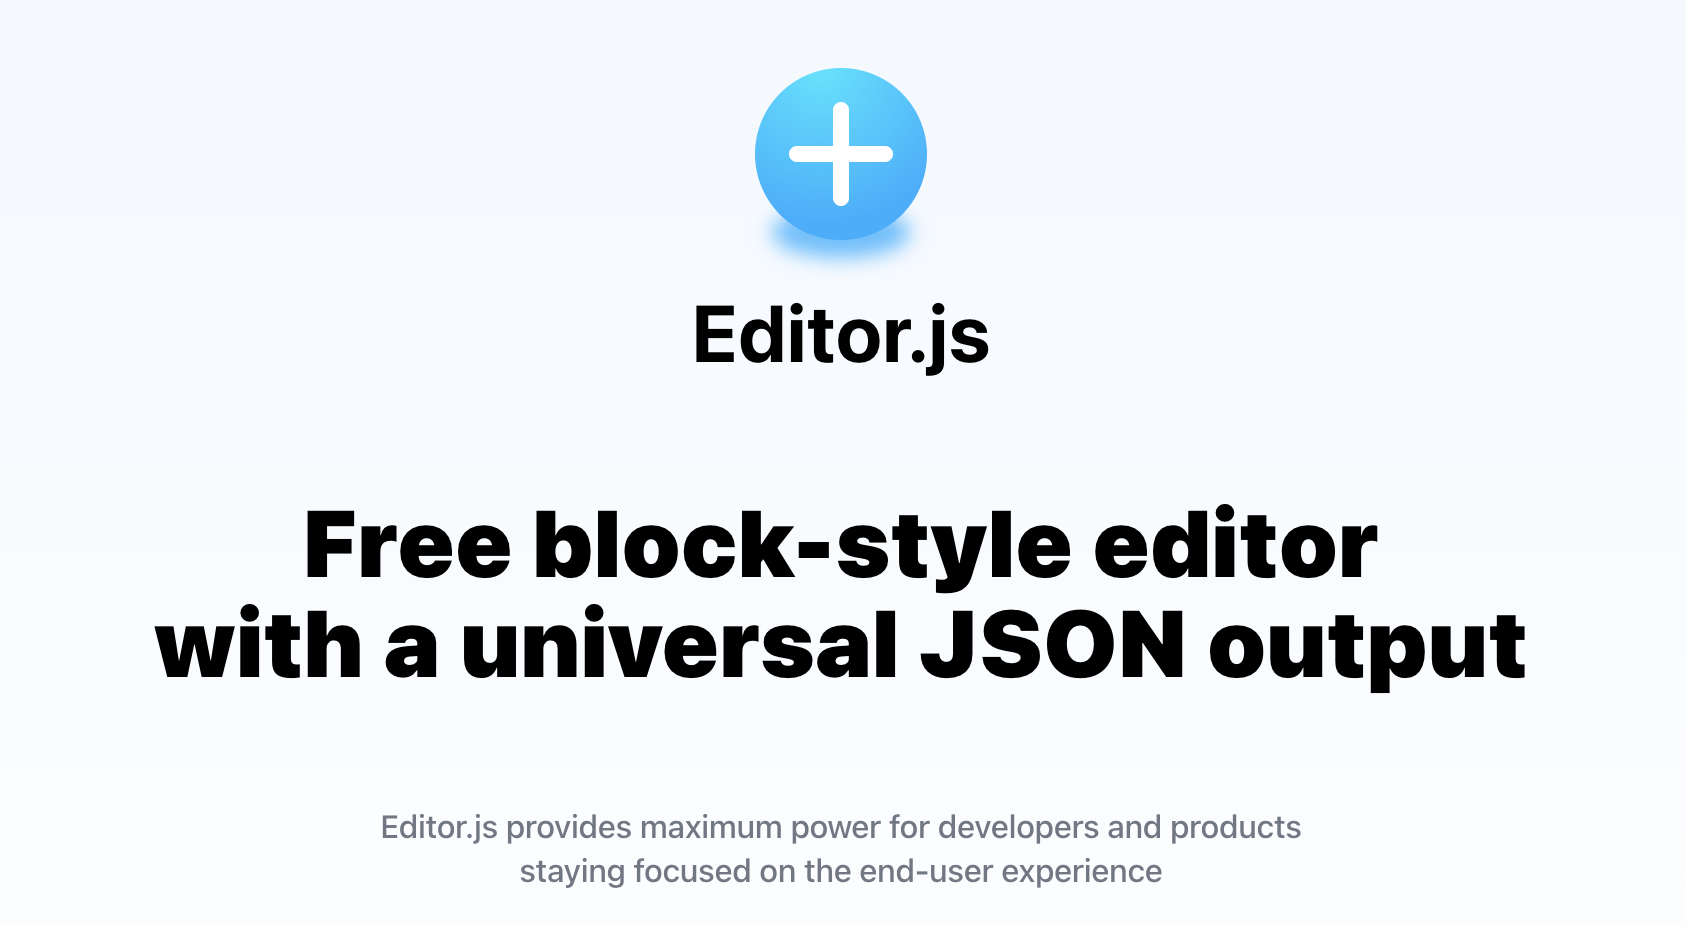 Editor.js
Free block-style editor
with a universal JSON output
Editor.js provides maximum power for developers and products
staying focused on the end-user experience